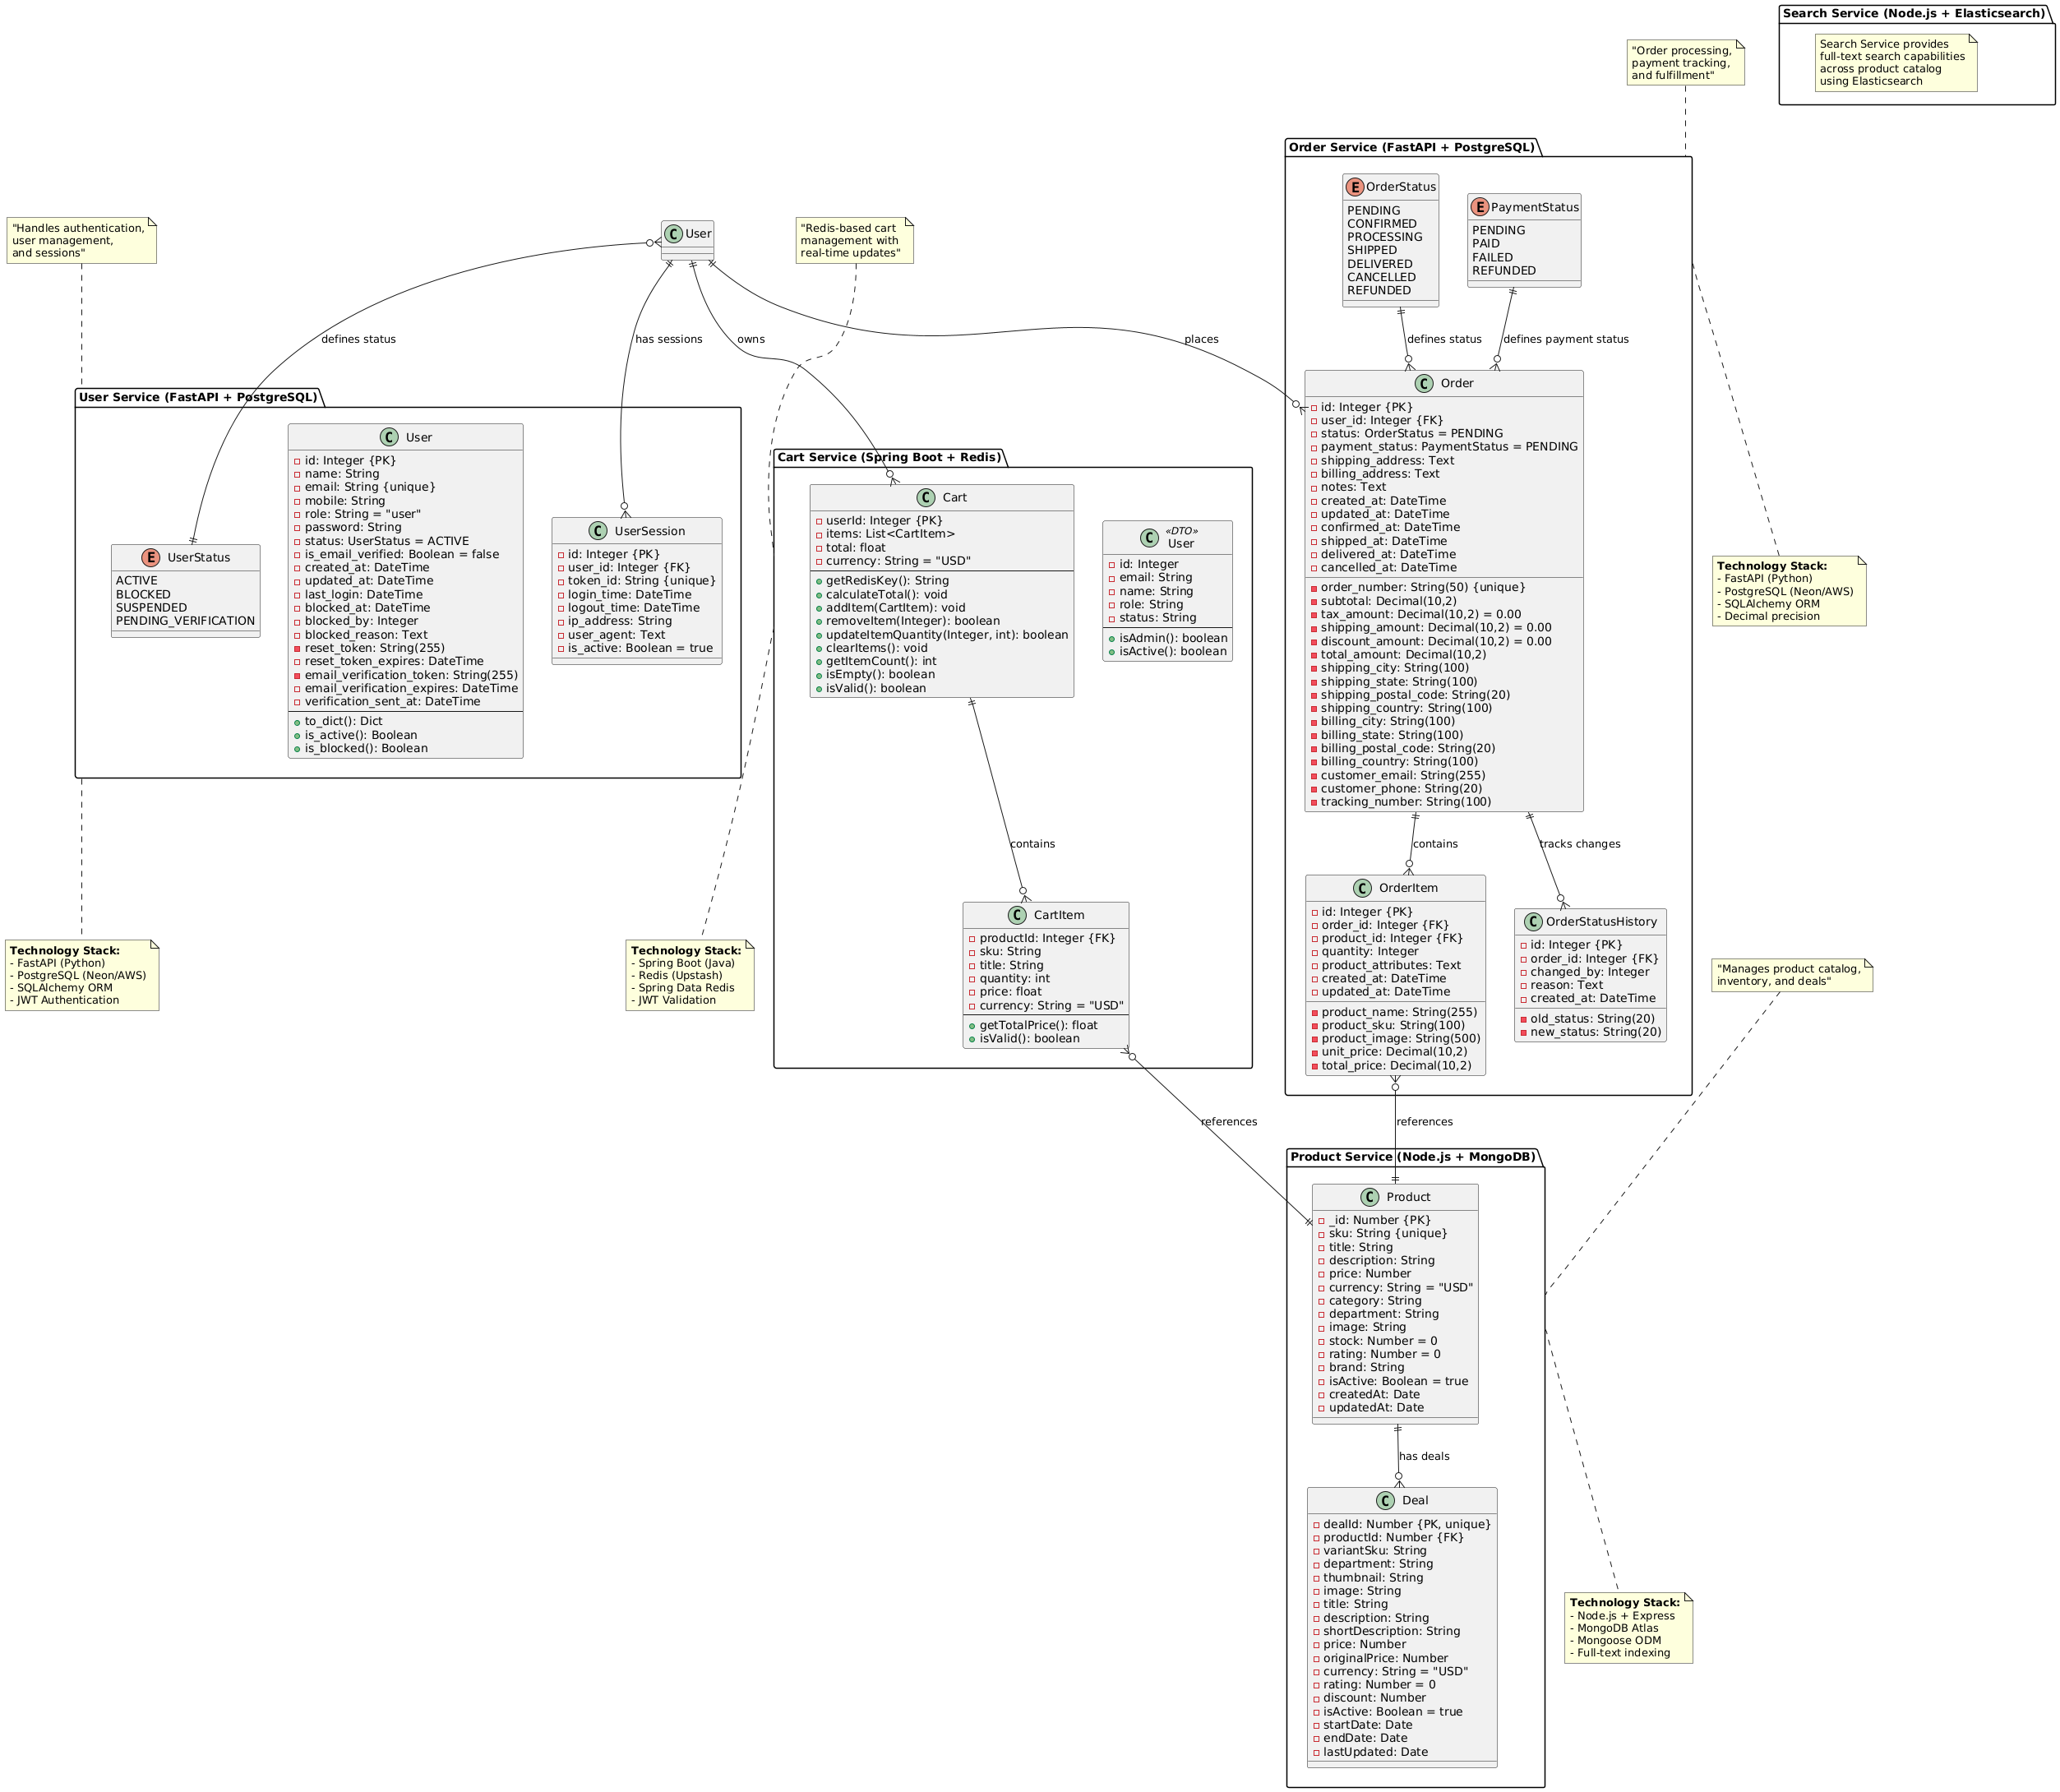 Search Service (Node.js + Elasticsearch)
Search Service provides
full-text search capabilities
across product catalog
using Elasticsearch
"Order processing,
payment tracking,
and fulfillment"
Order Service (FastAPI + PostgreSQL)
E OrderStatus
PENDING
CONFIRMED
PROCESSING
SHIPPED
DELIVERED
CANCELLED
REFUNDED
E PaymentStatus
PENDING
PAID
FAILED
REFUNDED
"Handles authentication,
user management,
and sessions"
C User
"Redis-based cart
management with
real-time updates"
defines status
has sessions
owns
places
defines status
defines payment status
C Order
id: Integer {PK}
user_id: Integer {FK}
status: OrderStatus = PENDING
payment_status: PaymentStatus = PENDING
shipping_address: Text
billing_address: Text
notes: Text
created_at: DateTime
updated_at: DateTime
confirmed_at: DateTime
shipped_at: DateTime
delivered_at: DateTime
cancelled_at: DateTime
order_number: String(50) {unique}
subtotal: Decimal(10,2)
tax_amount: Decimal(10,2) = 0.00
shipping_amount: Decimal(10,2) = 0.00
discount_amount: Decimal(10,2) = 0.00
total_amount: Decimal(10,2)
shipping_city: String(100)
shipping_state: String(100)
shipping_postal_code: String(20)
shipping_country: String(100)
billing_city: String(100)
billing_state: String(100)
billing_postal_code: String(20)
billing_country: String(100)
customer_email: String(255)
customer_phone: String(20)
tracking_number: String(100)
User Service (FastAPI + PostgreSQL)
E UserStatus
ACTIVE
BLOCKED
SUSPENDED
PENDING_VERIFICATION
C User
id: Integer {PK}
name: String
email: String {unique}
mobile: String
role: String = "user"
password: String
status: UserStatus = ACTIVE
is_email_verified: Boolean = false
created_at: DateTime
updated_at: DateTime
last_login: DateTime
blocked_at: DateTime
blocked_by: Integer
blocked_reason: Text
reset_token: String(255)
reset_token_expires: DateTime
email_verification_token: String(255)
email_verification_expires: DateTime
verification_sent_at: DateTime
to_dict(): Dict
is_active(): Boolean
is_blocked(): Boolean
C UserSession
id: Integer {PK}
user_id: Integer {FK}
token_id: String {unique}
login_time: DateTime
logout_time: DateTime
ip_address: String
user_agent: Text
is_active: Boolean = true
Cart Service (Spring Boot + Redis)
C Cart
userId: Integer {PK}
items: List<CartItem>
total: float
currency: String = "USD"
getRedisKey(): String
calculateTotal(): void
addItem(CartItem): void
removeItem(Integer): boolean
updateItemQuantity(Integer, int): boolean
clearItems(): void
getItemCount(): int
isEmpty(): boolean
isValid(): boolean
«DTO»
C User
id: Integer
email: String
name: String
role: String
status: String
isAdmin(): boolean
isActive(): boolean
Technology Stack:
- FastAPI (Python)
- PostgreSQL (Neon/AWS)
- SQLAlchemy ORM
- Decimal precision
contains
contains
tracks changes
Technology Stack:
- FastAPI (Python)
- PostgreSQL (Neon/AWS)
- SQLAlchemy ORM
- JWT Authentication
Technology Stack:
- Spring Boot (Java)
- Redis (Upstash)
- Spring Data Redis
- JWT Validation
C CartItem
productId: Integer {FK}
sku: String
title: String
quantity: int
price: float
currency: String = "USD"
getTotalPrice(): float
isValid(): boolean
C OrderItem
id: Integer {PK}
order_id: Integer {FK}
product_id: Integer {FK}
quantity: Integer
product_attributes: Text
created_at: DateTime
updated_at: DateTime
product_name: String(255)
product_sku: String(100)
product_image: String(500)
unit_price: Decimal(10,2)
total_price: Decimal(10,2)
C OrderStatusHistory
id: Integer {PK}
order_id: Integer {FK}
changed_by: Integer
reason: Text
created_at: DateTime
old_status: String(20)
new_status: String(20)
"Manages product catalog,
inventory, and deals"
references
references
Product Service (Node.js + MongoDB)
C Product
_id: Number {PK}
sku: String {unique}
title: String
description: String
price: Number
currency: String = "USD"
category: String
department: String
image: String
stock: Number = 0
rating: Number = 0
brand: String
isActive: Boolean = true
createdAt: Date
updatedAt: Date
has deals
C Deal
dealId: Number {PK, unique}
productId: Number {FK}
variantSku: String
department: String
thumbnail: String
image: String
title: String
description: String
shortDescription: String
price: Number
originalPrice: Number
currency: String = "USD"
rating: Number = 0
discount: Number
isActive: Boolean = true
startDate: Date
endDate: Date
lastUpdated: Date
Technology Stack:
- Node.js + Express
- MongoDB Atlas
- Mongoose ODM
- Full-text indexing